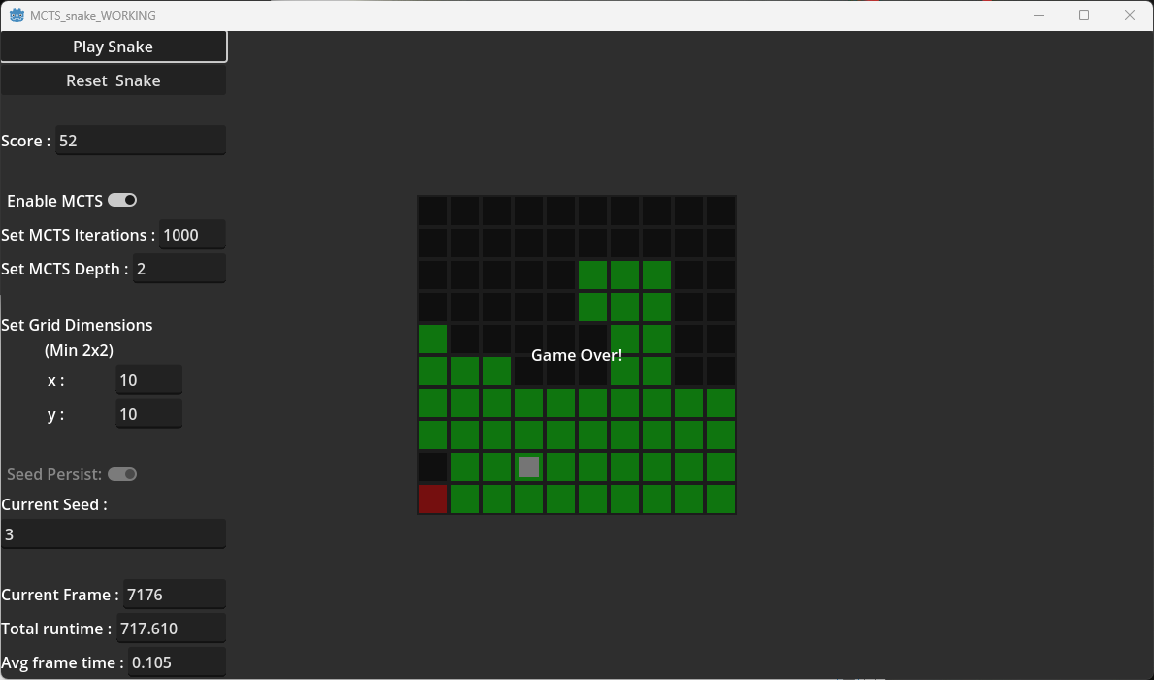 MCTS_snake_WORKING
Play Snake
Reset Snake
Score : 52
Enable MCTS
Set MCTS Iterations : 1000
Set MCTS Depth : 2
Set Grid Dimensions
(Min 2x2)
x : 10
y : 10
Seed Persist:
Current Seed :
3
Current Frame : 7176
Total runtime : 717.610
Avg frame time : 0.105
Game Over!